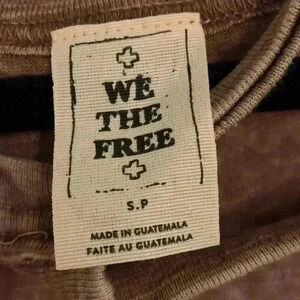 WE
THE
FREE
S.P
MADE IN GUATEMALA
FAITE AU GUATEMALA